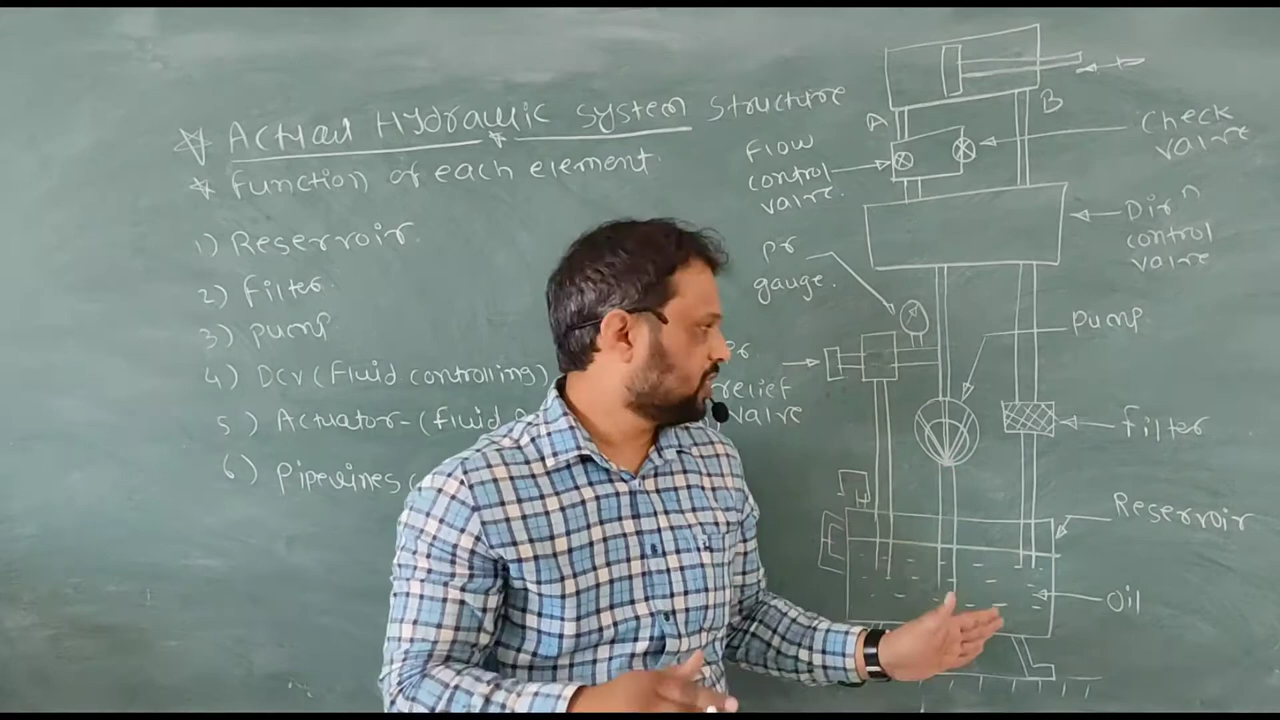 Actual Hydraulic system structure
* function of each element
1) Reservoir
2) Filter
3) pump
4) DCV (Fluid controlling)
5) Actuator - (fluid
6) pipelines (
A
B
Flow
control
valve.
Check
valve
Dirⁿ
control
valve
pr
gauge.
pump
relief
valve
filter
Reservoir
oil